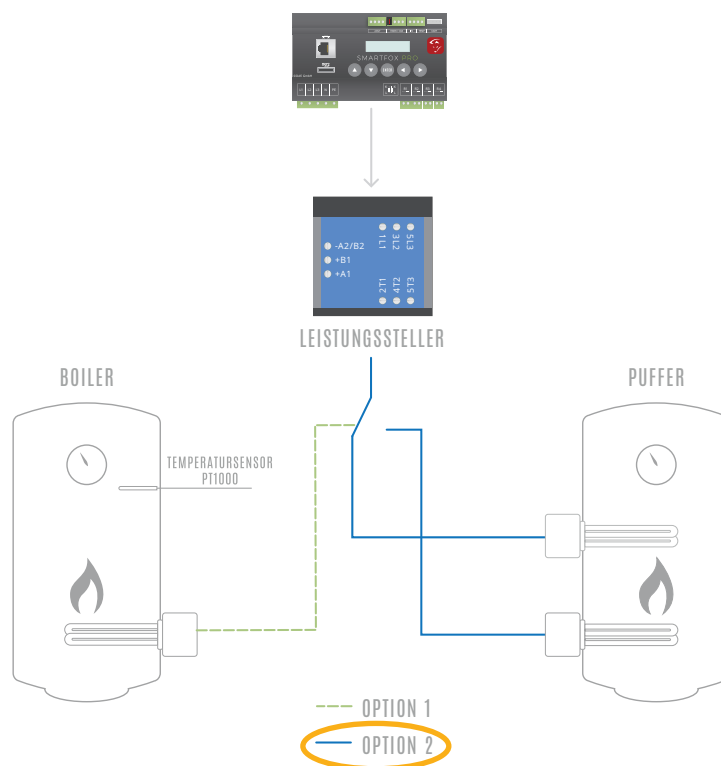 SMARTFOX PRO
-A2/B2
+B1
+A1
1L1
3L2
5L3
2T1
4T2
5T3
LEISTUNGSSTELLER
BOILER
PUFFER
TEMPERATURSENSOR
PT1000
OPTION 1
OPTION 2